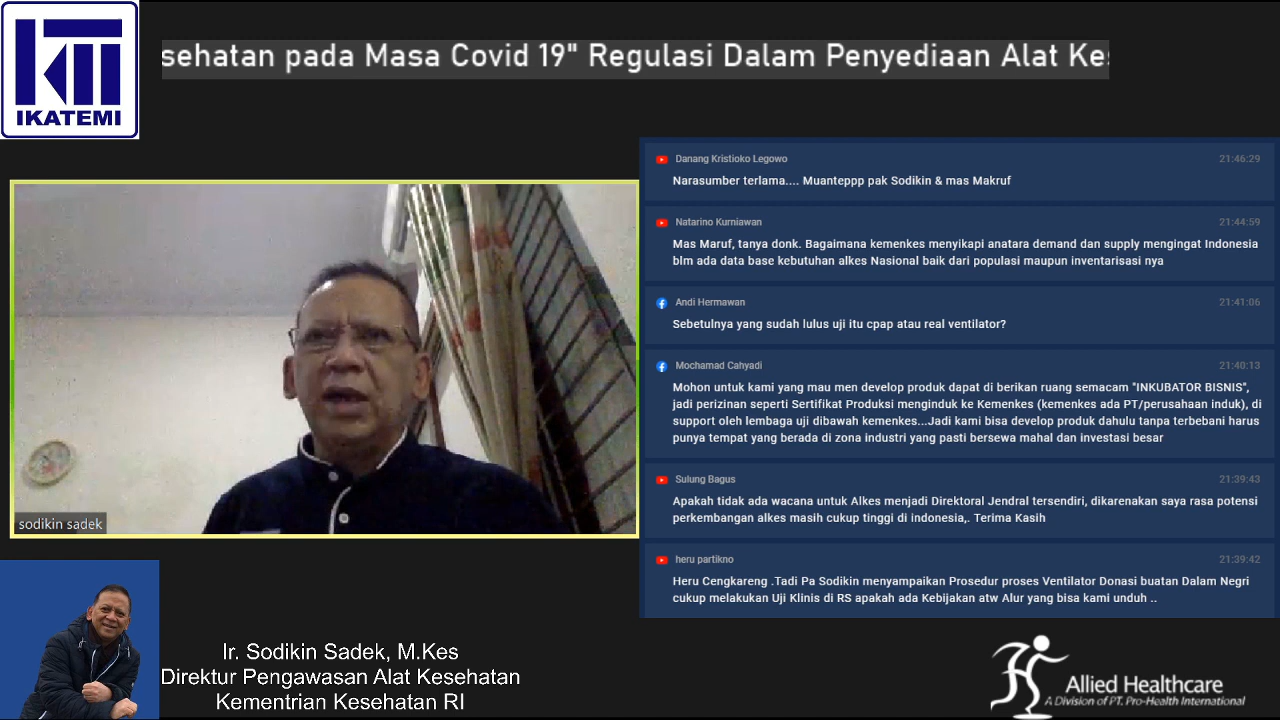 sehatan pada Masa Covid 19" Regulasi Dalam Penyediaan Alat Kes
IKATEMI
Danang Kristioko Legowo 21:46:29
Narasumber terlama.... Muanteppp pak Sodikin & mas Makruf
Natarino Kurniawan 21:44:59
Mas Maruf, tanya donk. Bagaimana kemenkes menyikapi anatara demand dan supply mengingat Indonesia
blm ada data base kebutuhan alkes Nasional baik dari populasi maupun inventarisasi nya
Andi Hermawan 21:41:06
Sebetulnya yang sudah lulus uji itu cpap atau real ventilator?
Mochamad Cahyadi 21:40:13
Mohon untuk kami yang mau men develop produk dapat di berikan ruang semacam "INKUBATOR BISNIS",
jadi perizinan seperti Sertifikat Produksi menginduk ke Kemenkes (kemenkes ada PT/perusahaan induk), di
support oleh lembaga uji dibawah kemenkes...Jadi kami bisa develop produk dahulu tanpa terbebani harus
punya tempat yang berada di zona industri yang pasti bersewa mahal dan investasi besar
Sulung Bagus 21:39:43
Apakah tidak ada wacana untuk Alkes menjadi Direktoral Jendral tersendiri, dikarenakan saya rasa potensi
perkembangan alkes masih cukup tinggi di indonesia,. Terima Kasih
heru partikno 21:39:42
Heru Cengkareng .Tadi Pa Sodikin menyampaikan Prosedur proses Ventilator Donasi buatan Dalam Negri
cukup melakukan Uji Klinis di RS apakah ada Kebijakan atw Alur yang bisa kami unduh ..
sodikin sadek
Ir. Sodikin Sadek, M.Kes
Direktur Pengawasan Alat Kesehatan
Kementrian Kesehatan RI
Allied Healthcare
A Division of PT. Pro-Health International